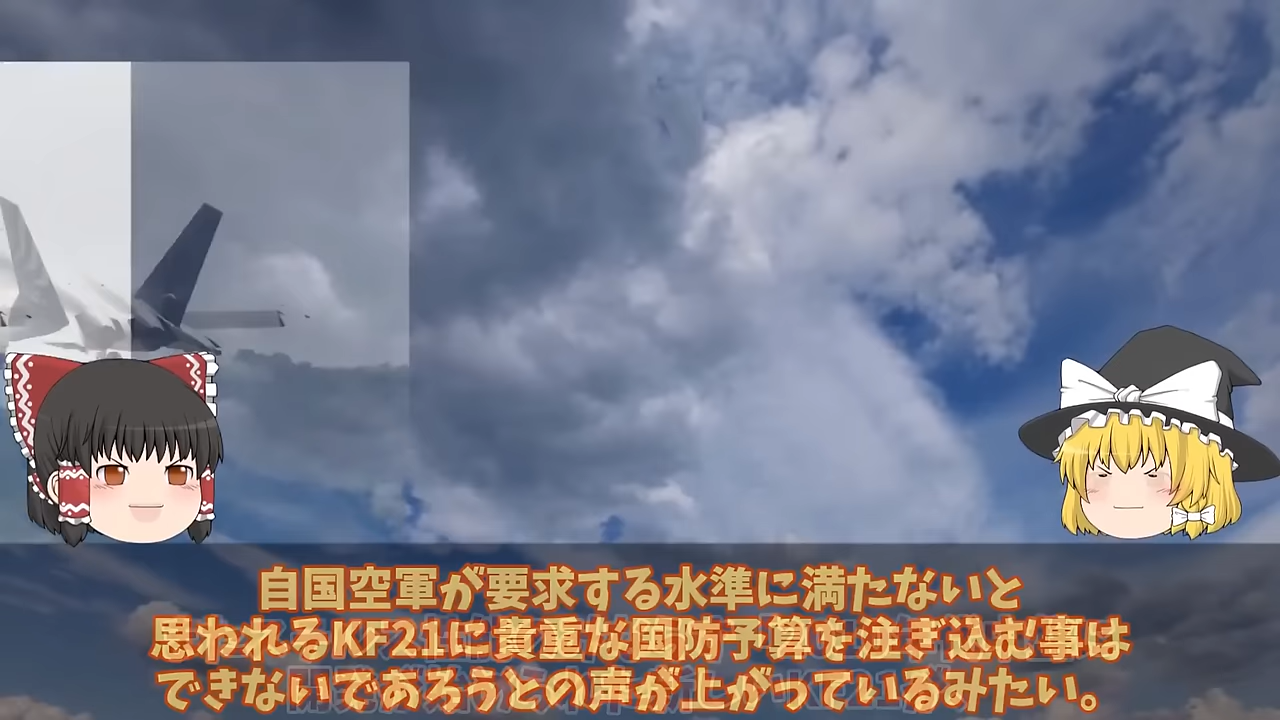 自国空軍が要求する水準に満たないと
思われるKF21に貴重な国防予算を注ぎ込む事は
できないであろうとの声が上がっているみたい。